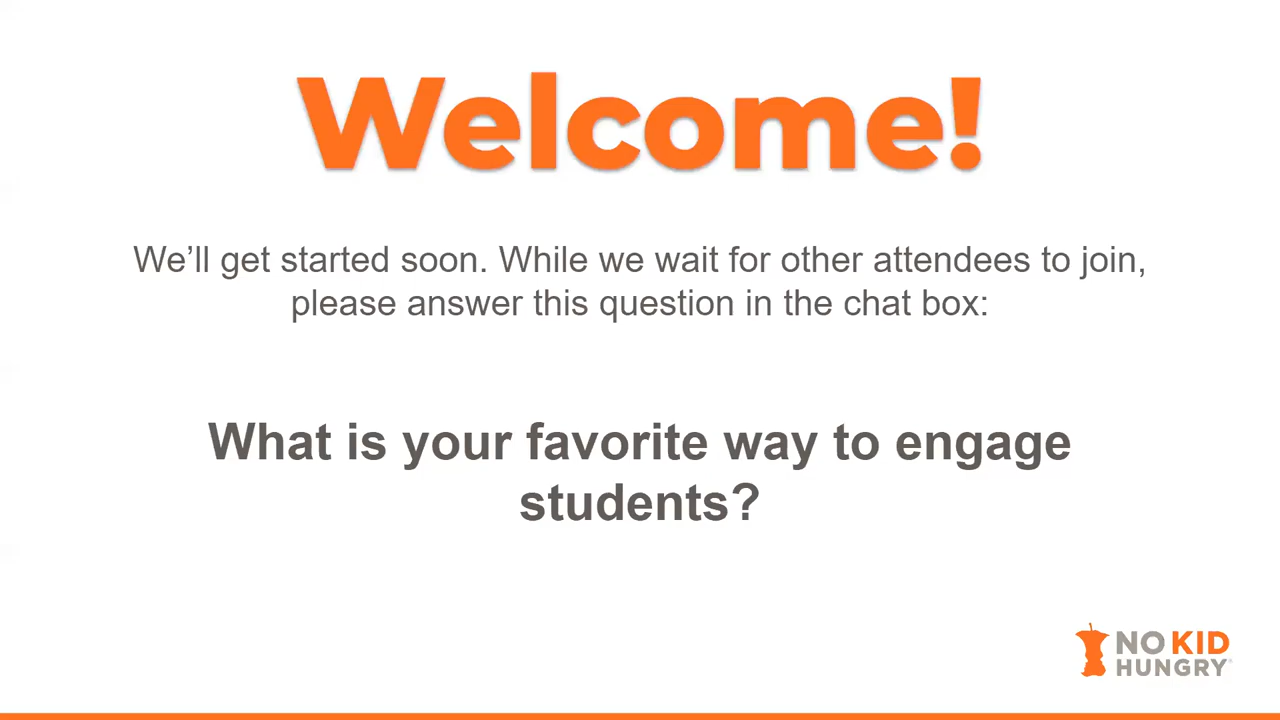 Welcome!
We’ll get started soon. While we wait for other attendees to join,
please answer this question in the chat box:
What is your favorite way to engage
students?
NO KID
HUNGRY